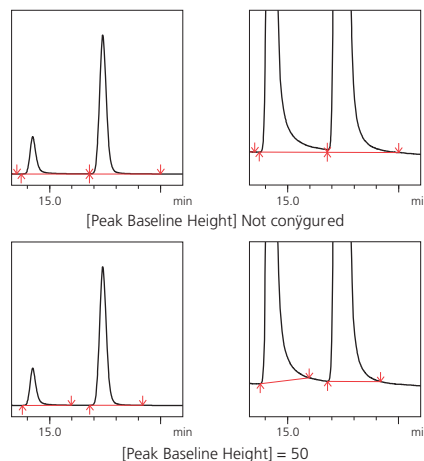 15.0 min
15.0 mi
[Peak Baseline Height] Not conÿgured
15.0 min
15.0 mi
[Peak Baseline Height] = 50